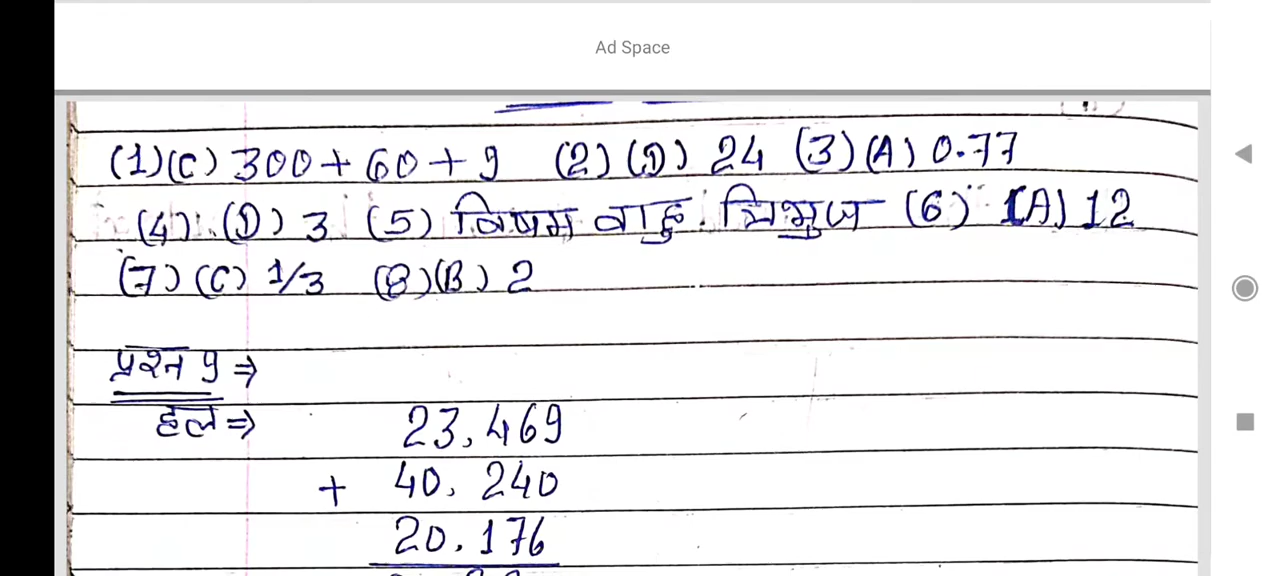 Ad Space
(1)(C) 300 + 60 + 9 (2) (D) 24 (3) (A) 0.77
(4) (D) 3 (5) विषम बाहु त्रिभुज (6) (A) 12
(7) (C) 1/3 (8) (B) 2
प्रश्न 9 ⇒
हल ⇒ 23,469
+ 40,240
20,176